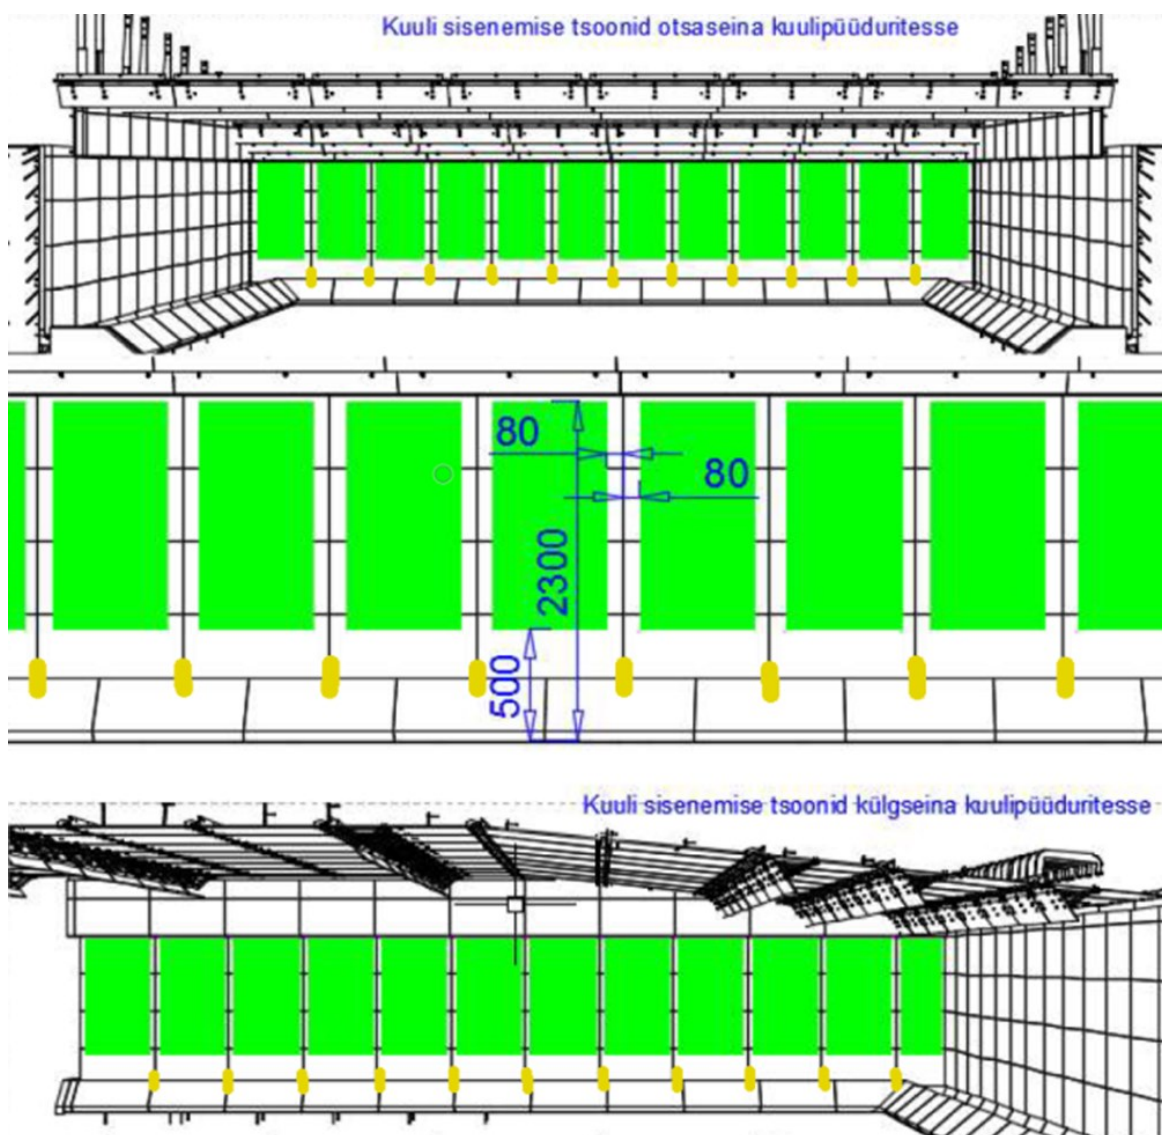 Kuuli sisenemise tsoonid otsaseina kuulipüüduritesse
80
80
2300
500
Kuuli sisenemise tsoonid külgseina kuulipüüduritesse